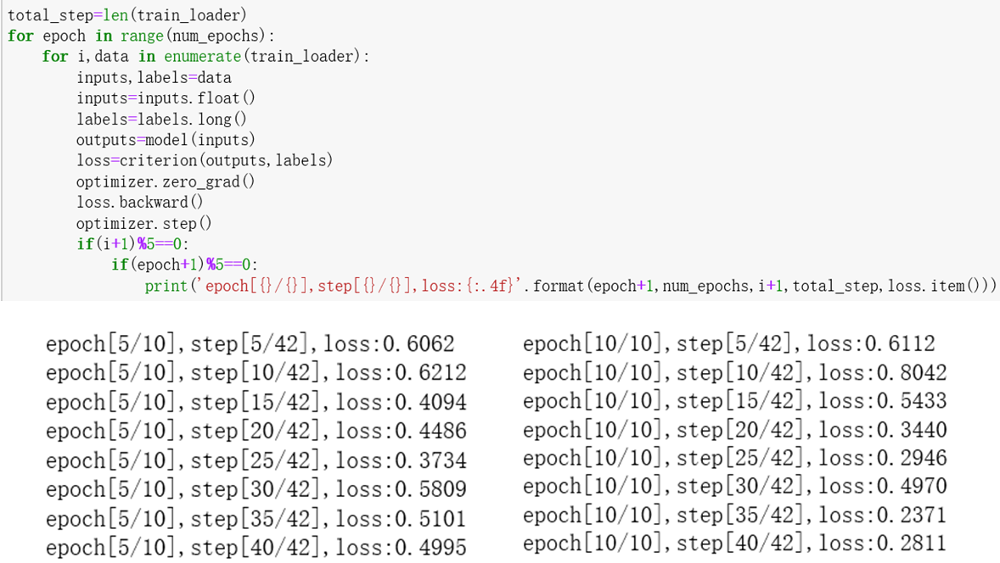 total_step=len(train_loader)
for epoch in range(num_epochs):
    for i,data in enumerate(train_loader):
        inputs,labels=data
        inputs=inputs.float()
        labels=labels.long()
        outputs=model(inputs)
        loss=criterion(outputs,labels)
        optimizer.zero_grad()
        loss.backward()
        optimizer.step()
        if(i+1)%5==0:
            if(epoch+1)%5==0:
                print('epoch[{}/{}],step[{}/{}],loss:{:.4f}'.format(epoch+1,num_epochs,i+1,total_step,loss.item()))
epoch[5/10],step[5/42],loss:0.6062
epoch[5/10],step[10/42],loss:0.6212
epoch[5/10],step[15/42],loss:0.4094
epoch[5/10],step[20/42],loss:0.4486
epoch[5/10],step[25/42],loss:0.3734
epoch[5/10],step[30/42],loss:0.5809
epoch[5/10],step[35/42],loss:0.5101
epoch[5/10],step[40/42],loss:0.4995
epoch[10/10],step[5/42],loss:0.6112
epoch[10/10],step[10/42],loss:0.8042
epoch[10/10],step[15/42],loss:0.5433
epoch[10/10],step[20/42],loss:0.3440
epoch[10/10],step[25/42],loss:0.2946
epoch[10/10],step[30/42],loss:0.4970
epoch[10/10],step[35/42],loss:0.2371
epoch[10/10],step[40/42],loss:0.2811